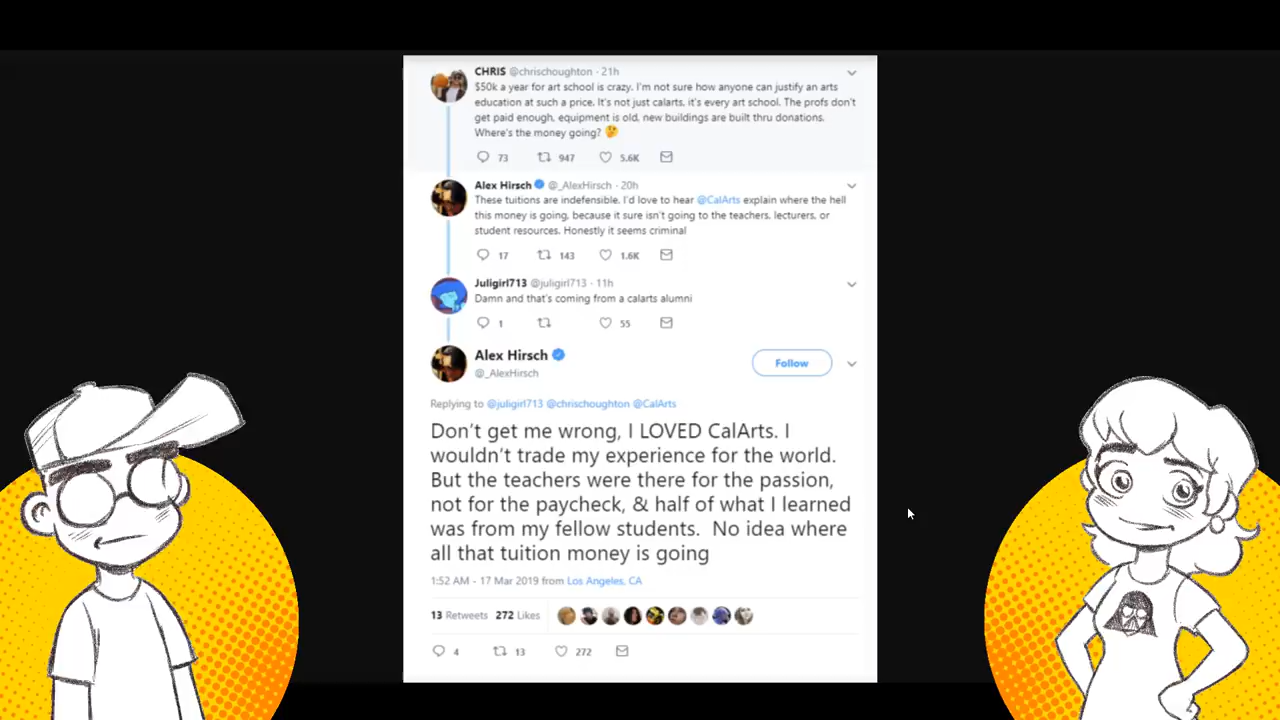 CHRIS @chrischoughton · 21h
$50k a year for art school is crazy. I'm not sure how anyone can justify an arts
education at such a price. It's not just calarts, it's every art school. The profs don't
get paid enough, equipment is old, new buildings are built thru donations.
Where's the money going? 🤔
73 947 5.6K
Alex Hirsch @_AlexHirsch · 20h
These tuitions are indefensible. I'd love to hear @CalArts explain where the hell
this money is going, because it sure isn't going to the teachers, lecturers, or
student resources. Honestly it seems criminal
17 143 1.6K
Juligirl713 @juligirl713 · 11h
Damn and that's coming from a calarts alumni
1 55
Alex Hirsch
@_AlexHirsch
Follow
Replying to @juligirl713 @chrischoughton @CalArts
Don't get me wrong, I LOVED CalArts. I
wouldn't trade my experience for the world.
But the teachers were there for the passion,
not for the paycheck, & half of what I learned
was from my fellow students.  No idea where
all that tuition money is going
1:52 AM - 17 Mar 2019 from Los Angeles, CA
13 Retweets 272 Likes
4 13 272